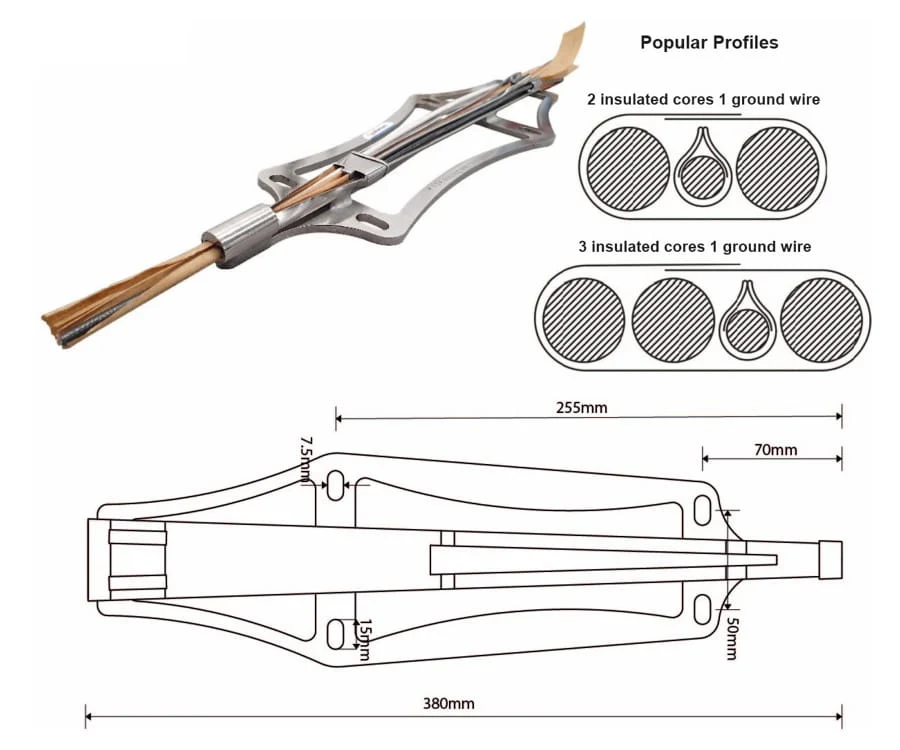 Popular Profiles
2 insulated cores 1 ground wire
3 insulated cores 1 ground wire
255mm
70mm
7.5mm
15mm
50mm
380mm